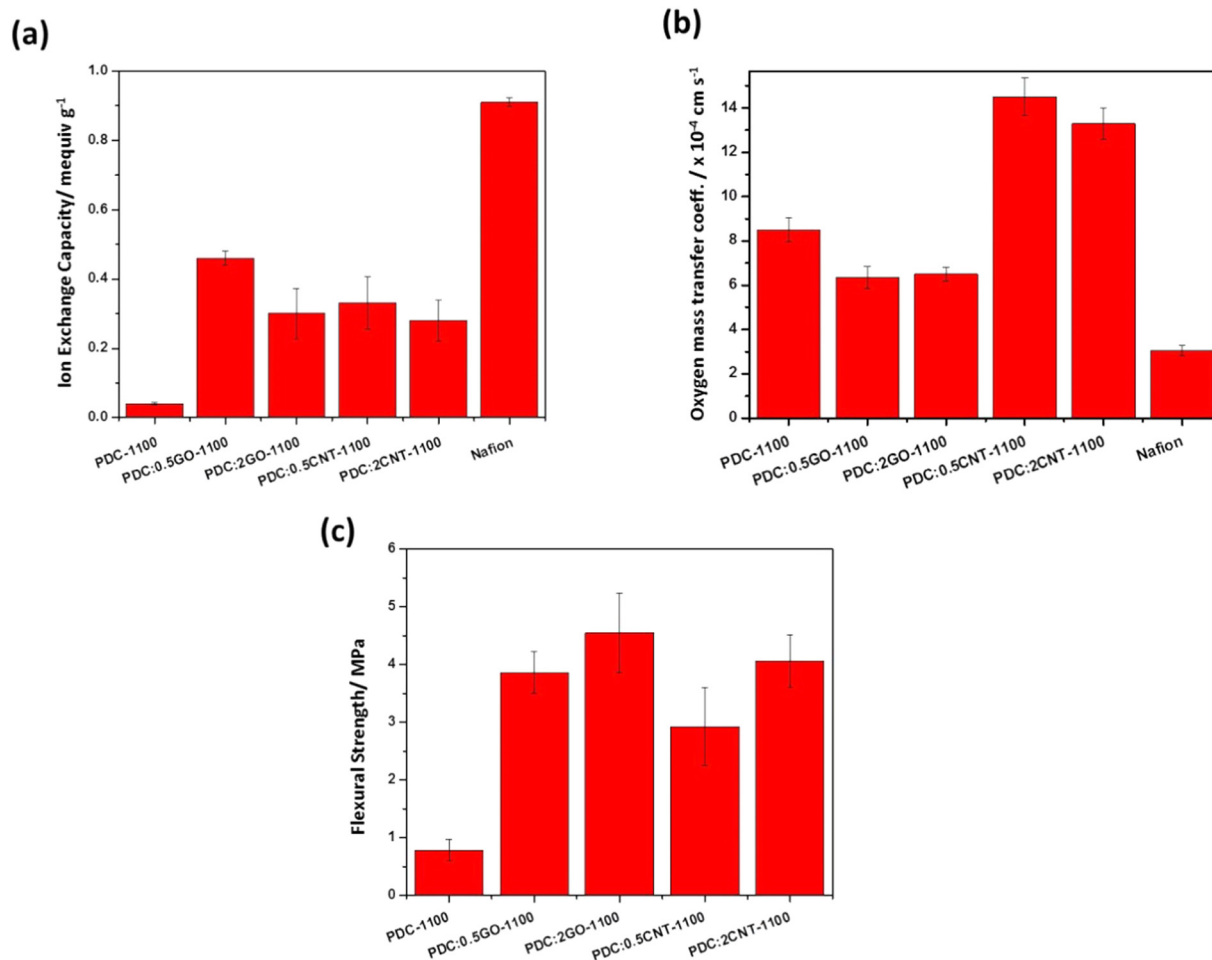 (a)
Ion Exchange Capacity/ mequiv g⁻¹
1.0
0.8
0.6
0.4
0.2
0.0
PDC-1100
PDC:0.5GO-1100
PDC:2GO-1100
PDC:0.5CNT-1100
PDC:2CNT-1100
Nafion
(b)
Oxygen mass transfer coeff. / x 10⁻⁴ cm s⁻¹
14
12
10
8
6
4
2
0
PDC-1100
PDC:0.5GO-1100
PDC:2GO-1100
PDC:0.5CNT-1100
PDC:2CNT-1100
Nafion
(c)
Flexural Strength/ MPa
6
5
4
3
2
1
0
PDC-1100
PDC:0.5GO-1100
PDC:2GO-1100
PDC:0.5CNT-1100
PDC:2CNT-1100